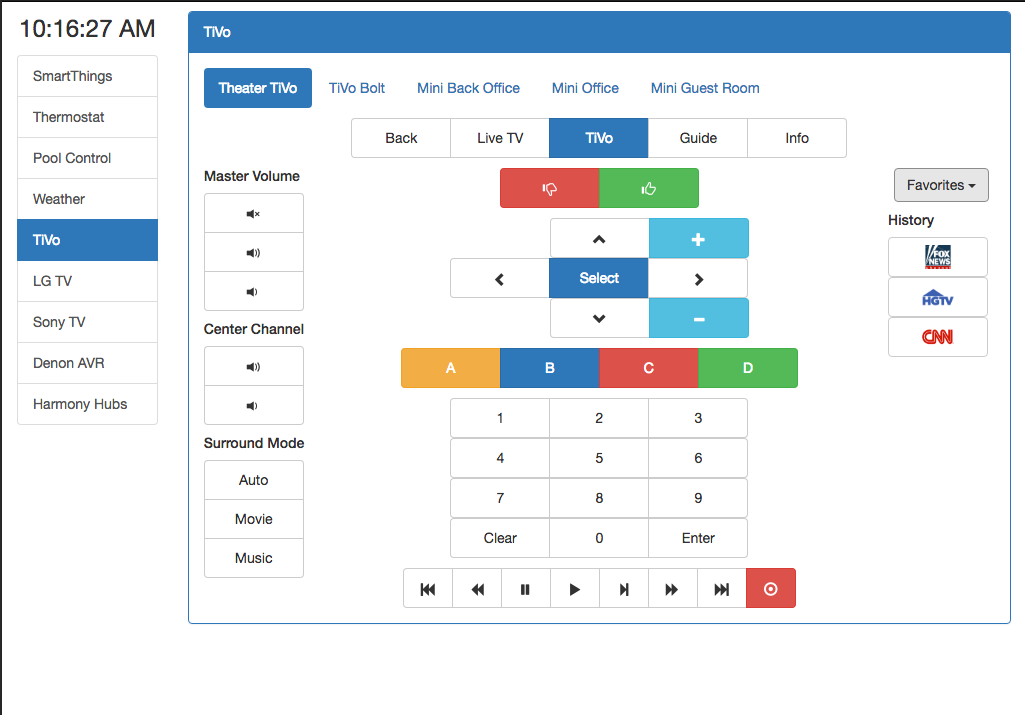 10:16:27 AM
SmartThings
Thermostat
Pool Control
Weather
TiVo
LG TV
Sony TV
Denon AVR
Harmony Hubs
TiVo
Theater TiVo TiVo Bolt Mini Back Office Mini Office Mini Guest Room
Back Live TV TiVo Guide Info
Master Volume
Center Channel
Surround Mode
Auto
Movie
Music
Select
A B C D
1 2 3
4 5 6
7 8 9
Clear 0 Enter
Favorites
History
FOX
NEWS
HGTV
CNN